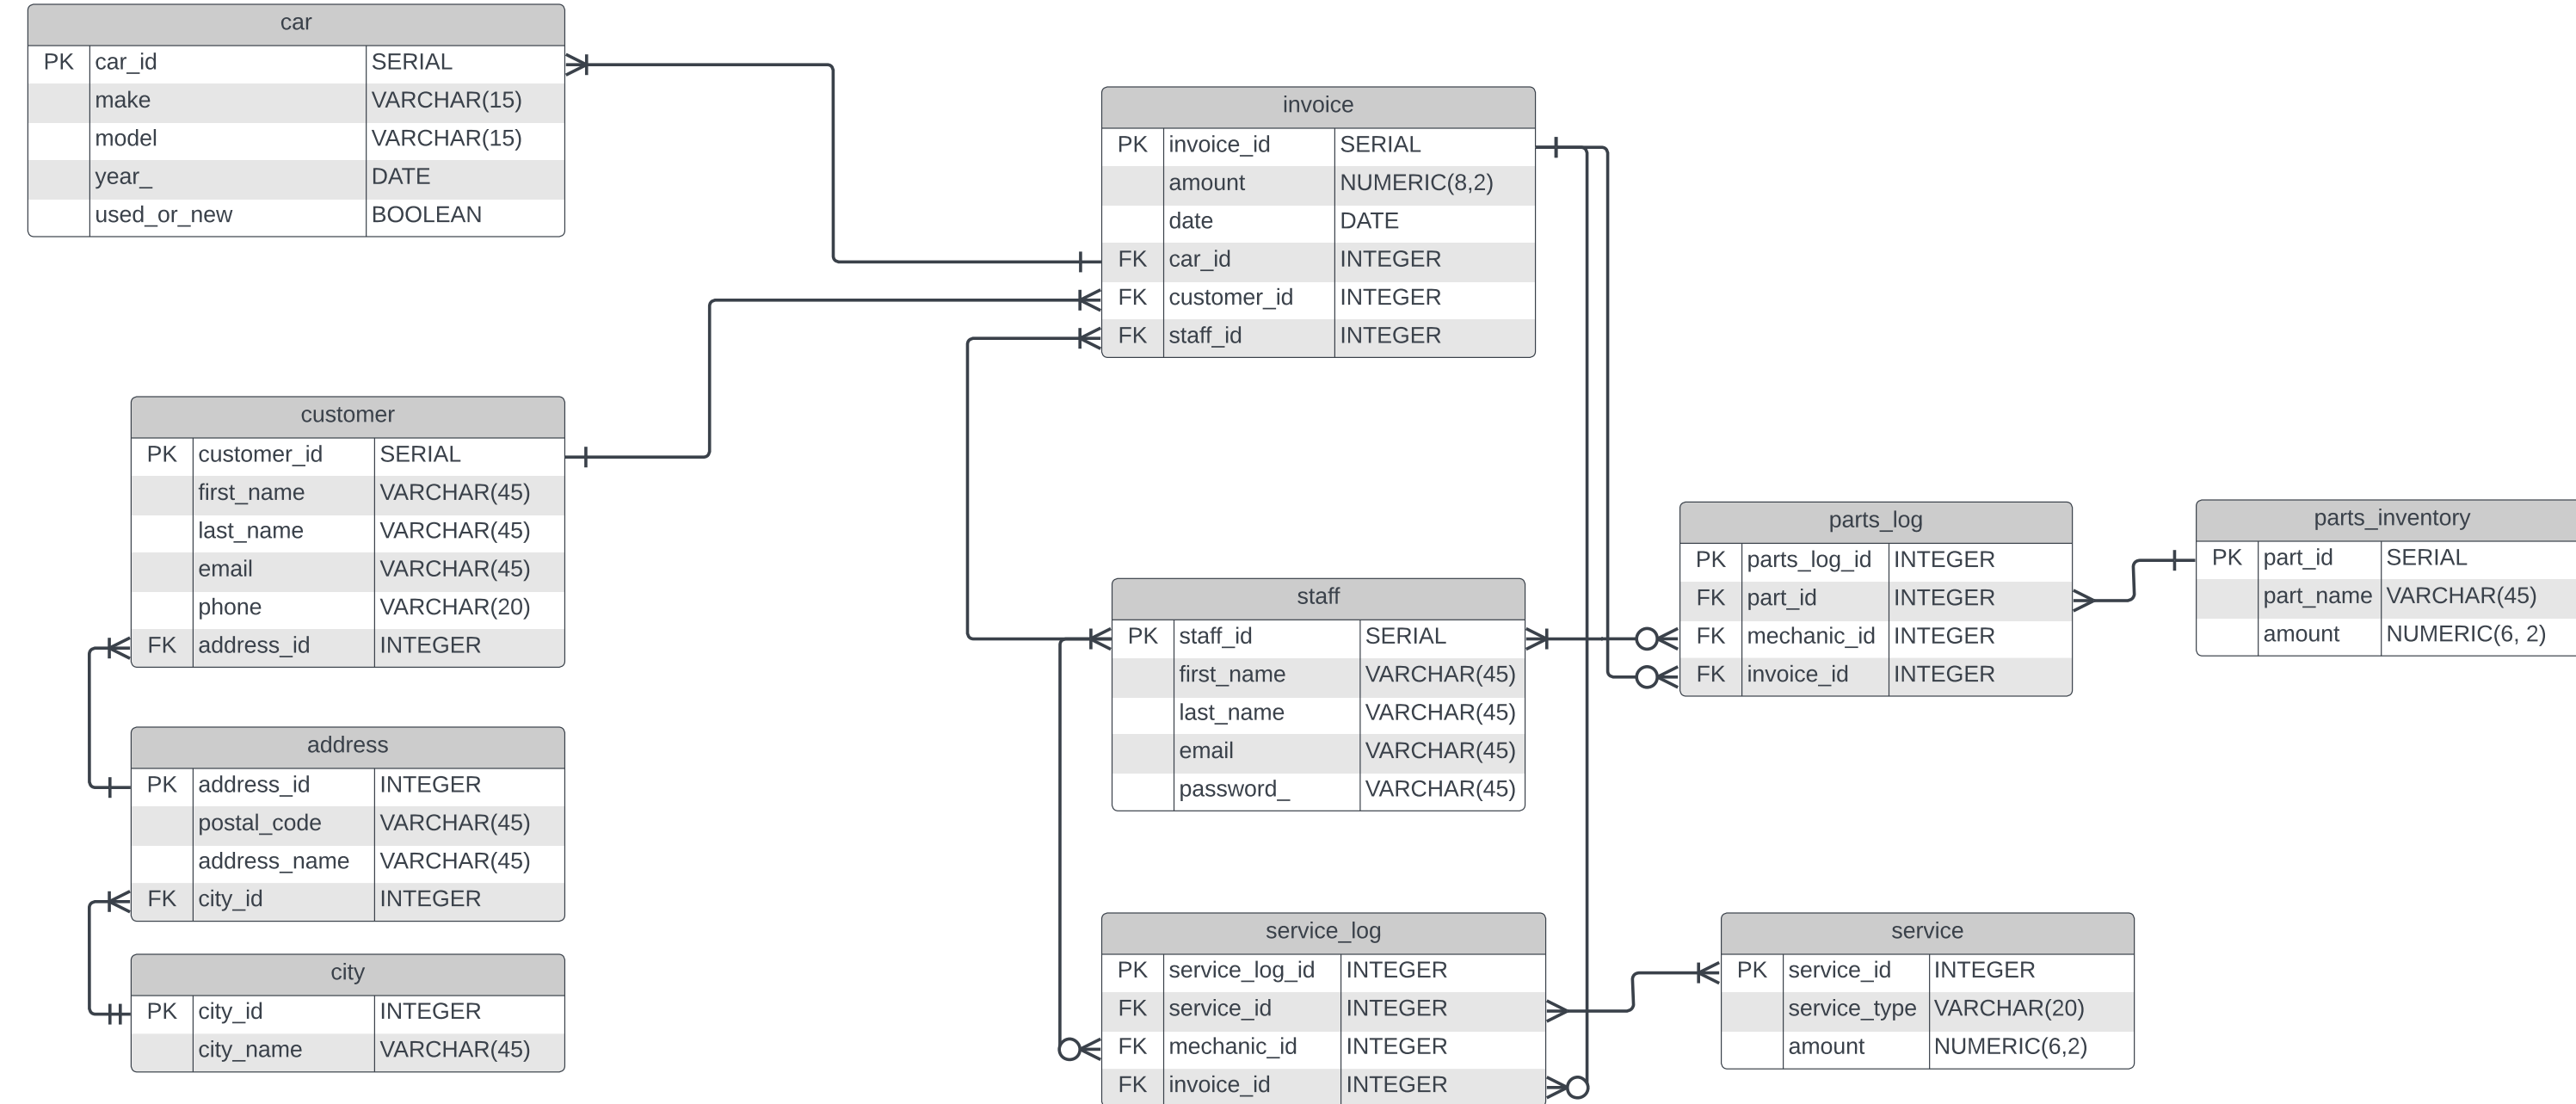 car
PK car_id SERIAL
make VARCHAR(15)
model VARCHAR(15)
year_ DATE
used_or_new BOOLEAN
invoice
PK invoice_id SERIAL
amount NUMERIC(8,2)
date DATE
FK car_id INTEGER
FK customer_id INTEGER
FK staff_id INTEGER
customer
PK customer_id SERIAL
first_name VARCHAR(45)
last_name VARCHAR(45)
email VARCHAR(45)
phone VARCHAR(20)
FK address_id INTEGER
address
PK address_id INTEGER
postal_code VARCHAR(45)
address_name VARCHAR(45)
FK city_id INTEGER
city
PK city_id INTEGER
city_name VARCHAR(45)
staff
PK staff_id SERIAL
first_name VARCHAR(45)
last_name VARCHAR(45)
email VARCHAR(45)
password_ VARCHAR(45)
parts_log
PK parts_log_id INTEGER
FK part_id INTEGER
FK mechanic_id INTEGER
FK invoice_id INTEGER
parts_inventory
PK part_id SERIAL
part_name VARCHAR(45)
amount NUMERIC(6, 2)
service_log
PK service_log_id INTEGER
FK service_id INTEGER
FK mechanic_id INTEGER
FK invoice_id INTEGER
service
PK service_id INTEGER
service_type VARCHAR(20)
amount NUMERIC(6,2)